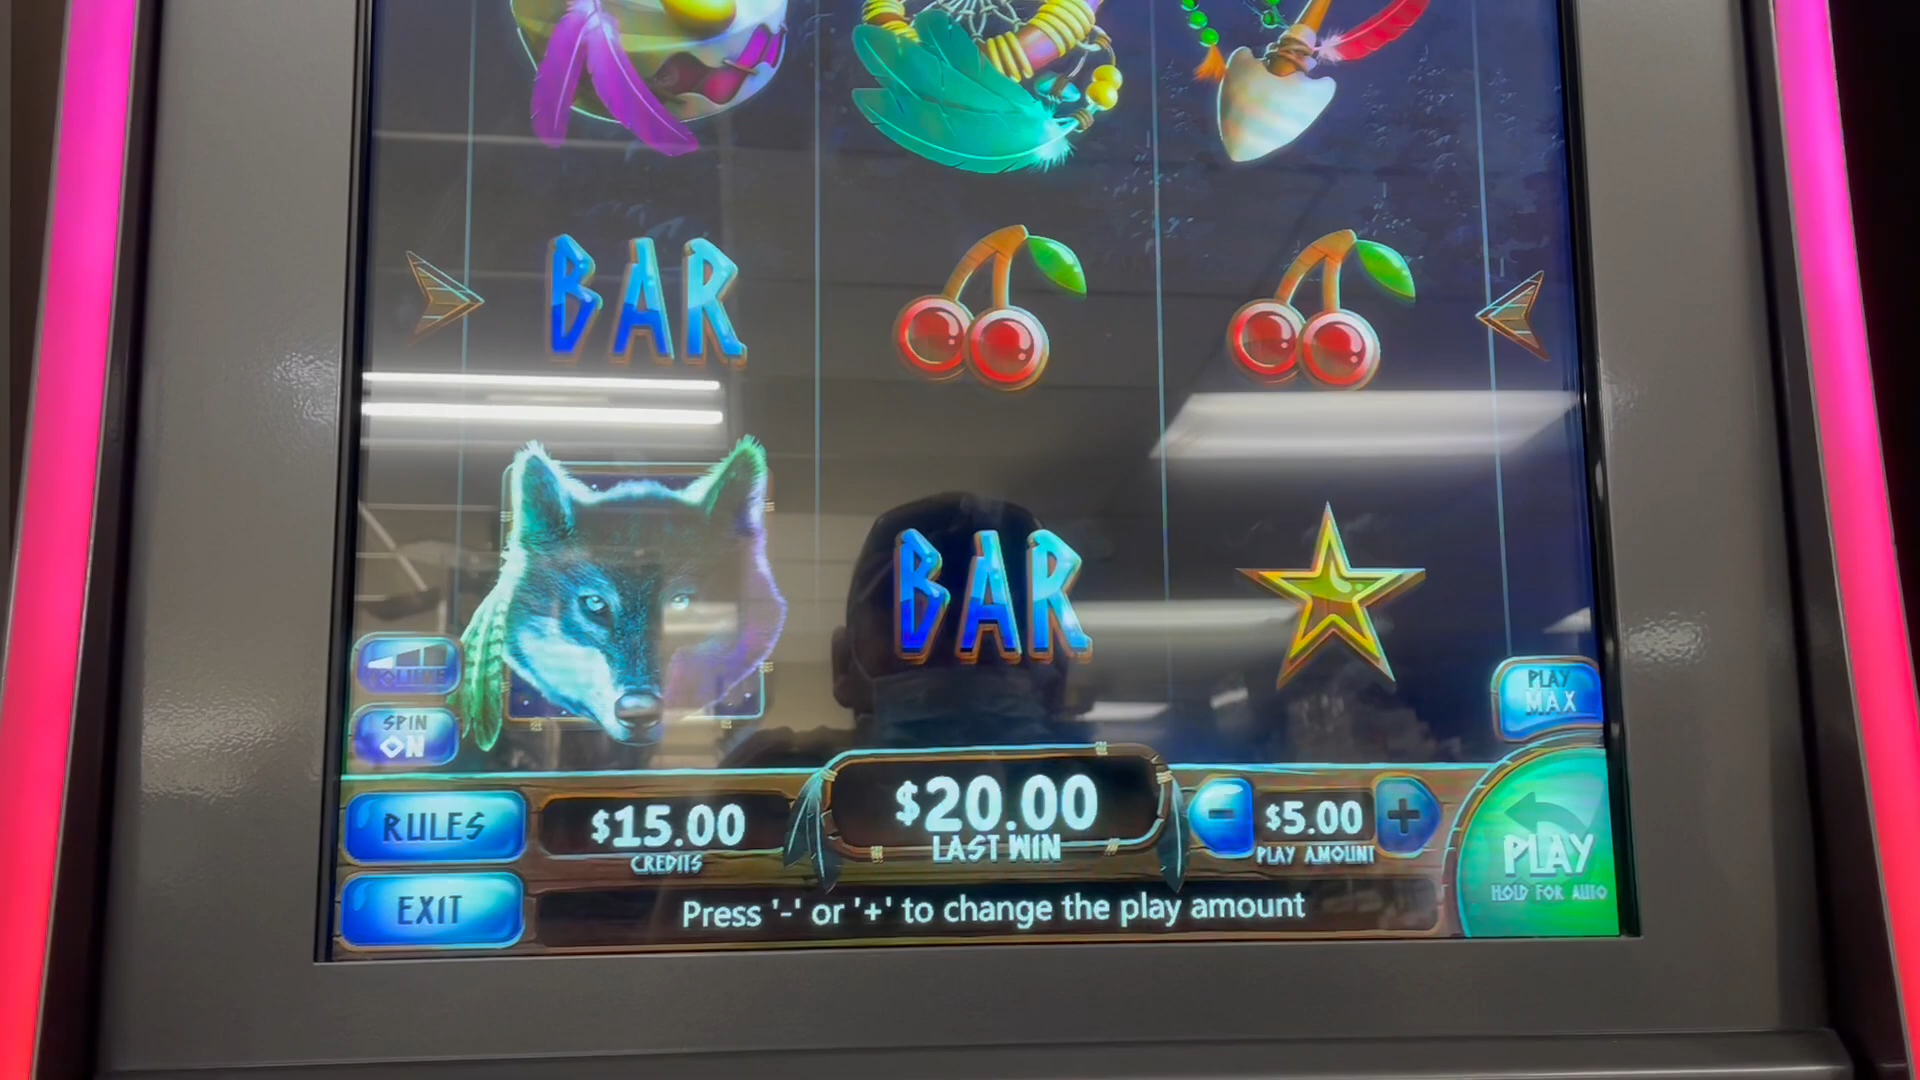 BAR
BAR
VOLUME
SPIN
ON
PLAY
MAX
RULES
$15.00
CREDITS
$20.00
LAST WIN
$5.00
PLAY AMOUNT
PLAY
HOLD FOR AUTO
EXIT
Press '-' or '+' to change the play amount